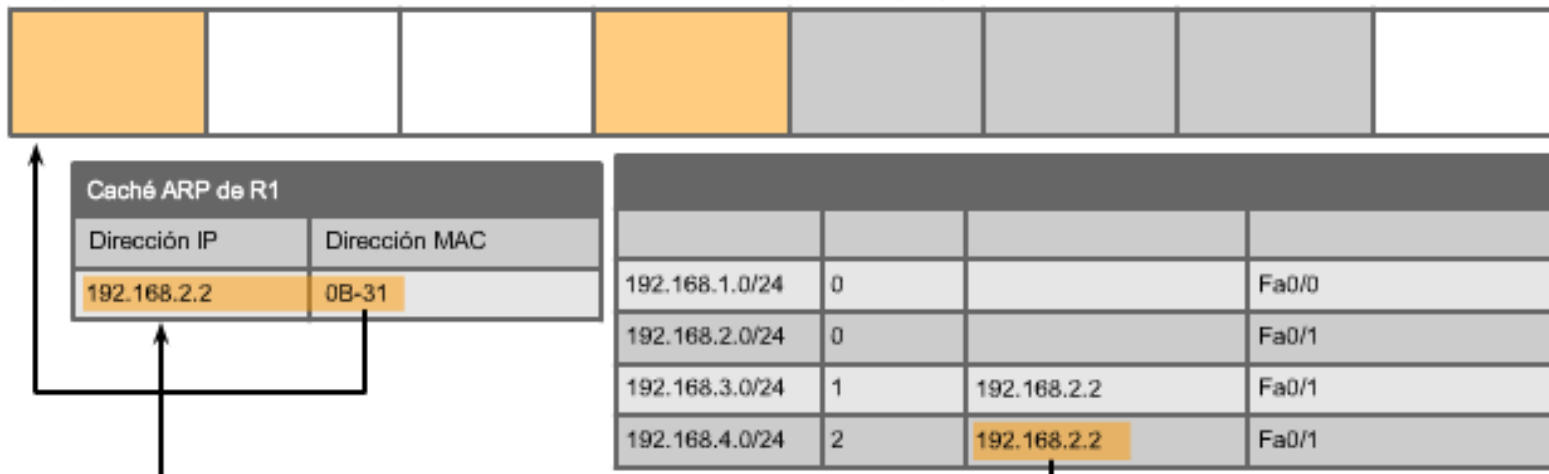 Caché ARP de R1
Dirección IP Dirección MAC
192.168.2.2 0B-31
192.168.1.0/24 0 Fa0/0
192.168.2.0/24 0 Fa0/1
192.168.3.0/24 1 192.168.2.2 Fa0/1
192.168.4.0/24 2 192.168.2.2 Fa0/1